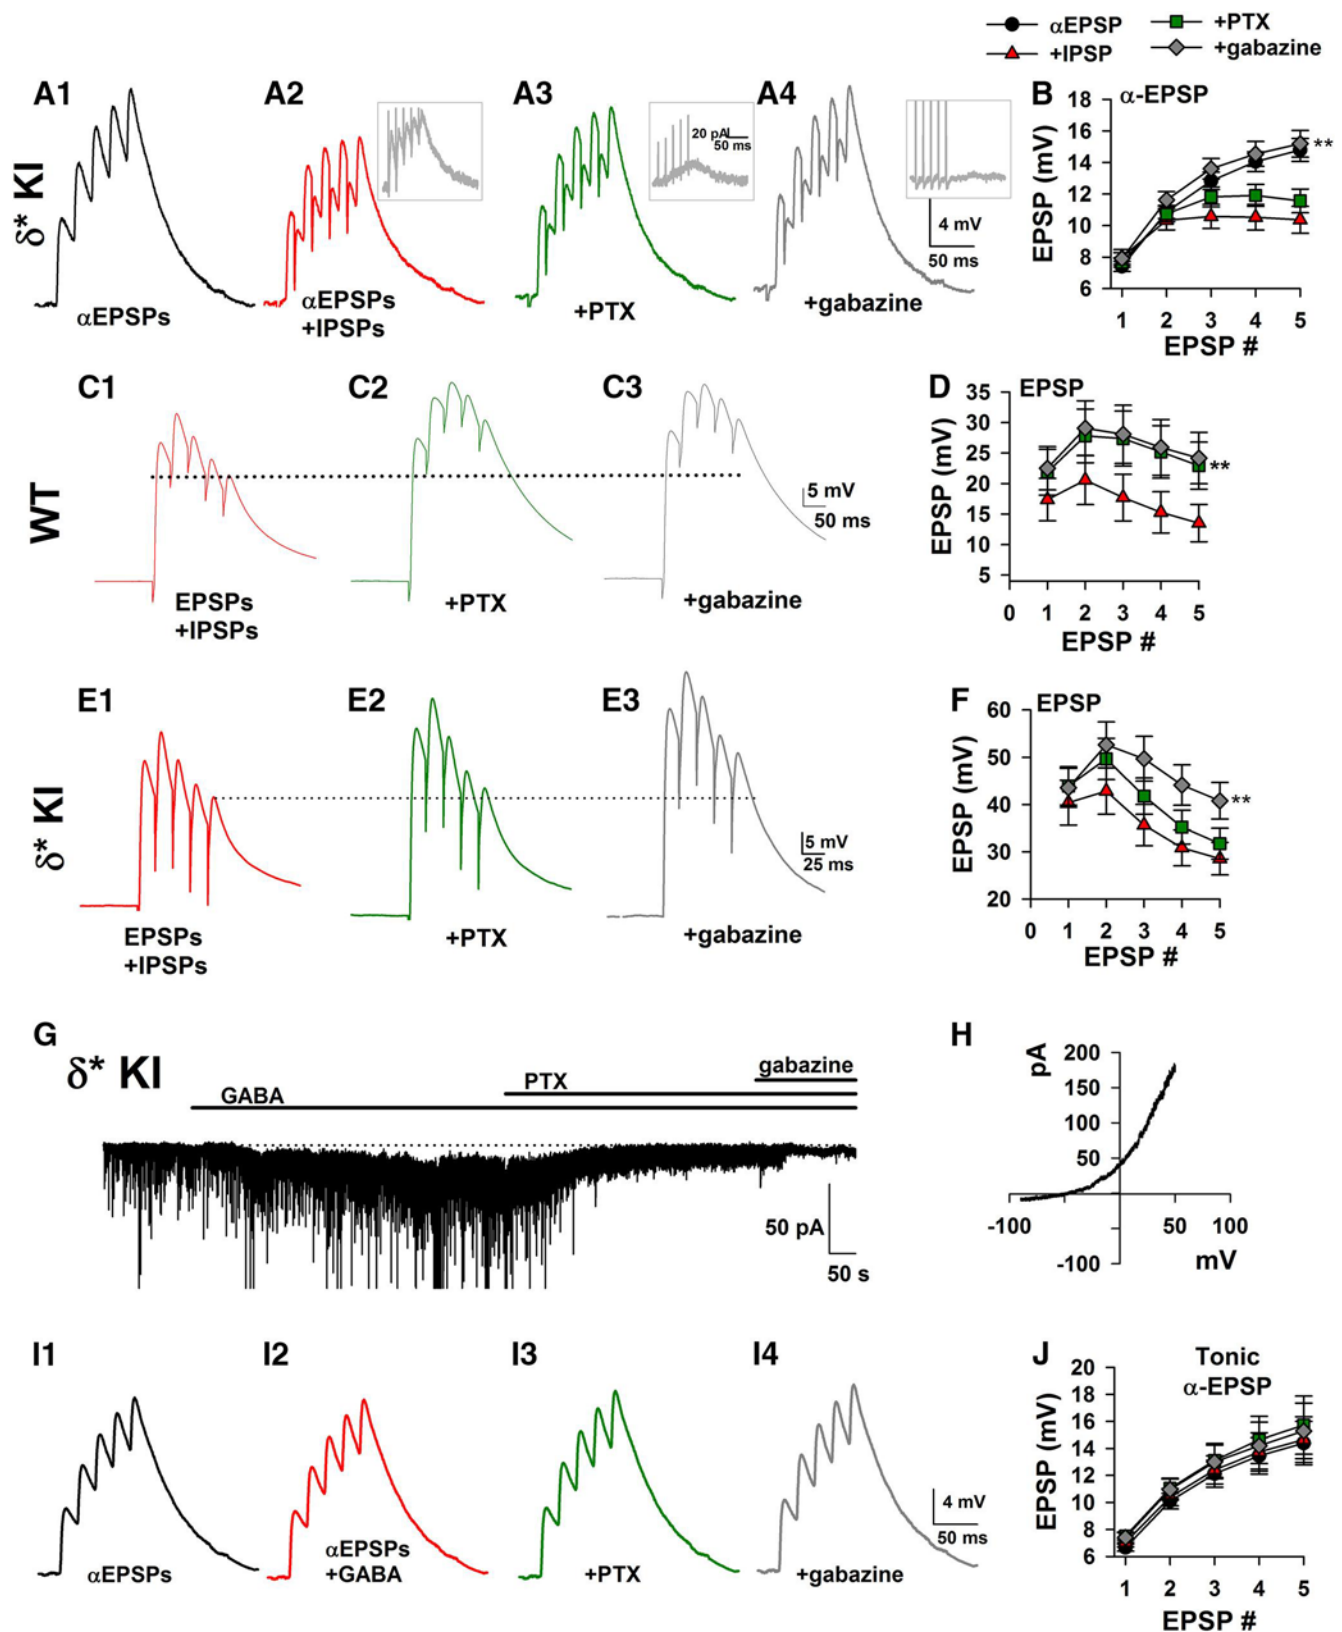 αEPSP
+PTX
+IPSP
+gabazine
A1
A2
A3
A4
B
α-EPSP
δ* KI
20 pA
50 ms
4 mV
50 ms
αEPSPs
αEPSPs
+IPSPs
+PTX
+gabazine
EPSP (mV)
18
16
14
12
10
8
6
**
1 2 3 4 5
EPSP #
C1
C2
C3
D
EPSP
WT
5 mV
50 ms
EPSPs
+IPSPs
+PTX
+gabazine
EPSP (mV)
35
30
25
20
15
10
5
**
0 1 2 3 4 5
EPSP #
E1
E2
E3
F
EPSP
δ* KI
5 mV
25 ms
EPSPs
+IPSPs
+PTX
+gabazine
EPSP (mV)
60
50
40
30
20
**
0 1 2 3 4 5
EPSP #
G
δ* KI
GABA
PTX
gabazine
50 pA
50 s
H
pA
200
150
100
50
-100 50 100
-100
mV
I1
I2
I3
I4
J
Tonic
α-EPSP
αEPSPs
αEPSPs
+GABA
+PTX
+gabazine
4 mV
50 ms
EPSP (mV)
20
18
16
14
12
10
8
6
1 2 3 4 5
EPSP #